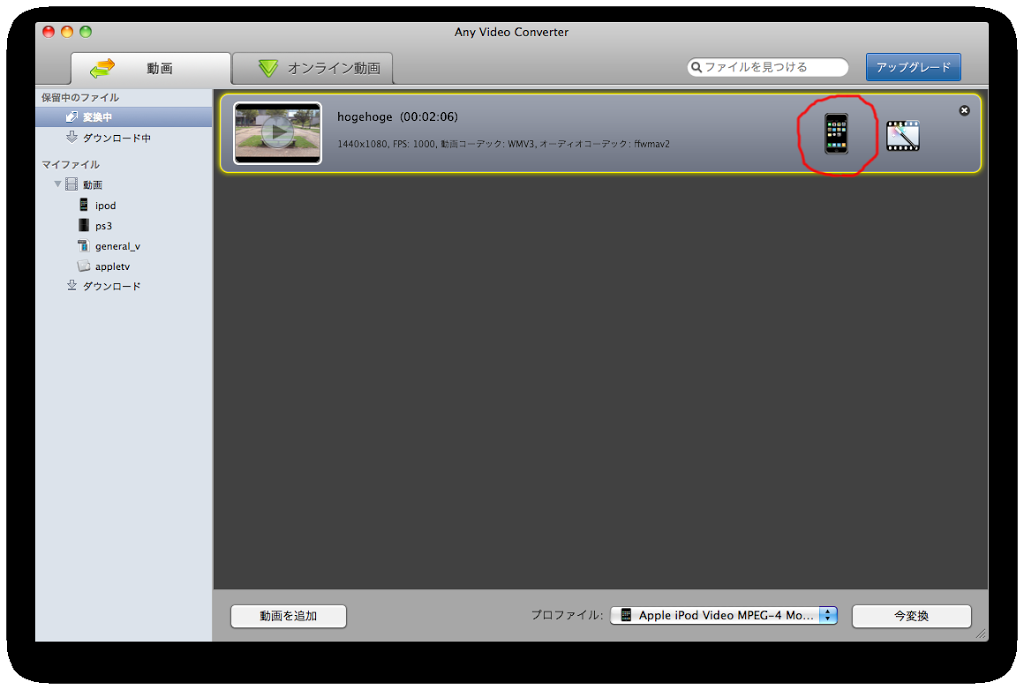 Any Video Converter
動画
オンライン動画
ファイルを見つける
アップグレード
保留中のファイル
変換中
ダウンロード中
マイファイル
動画
ipod
ps3
general_v
appletv
ダウンロード
hogehoge (00:02:06)
1440x1080, FPS: 1000, 動画コーデック: WMV3, オーディオコーデック: ffwmav2
動画を追加
プロファイル:
Apple iPod Video MPEG-4 Mo...
今変換